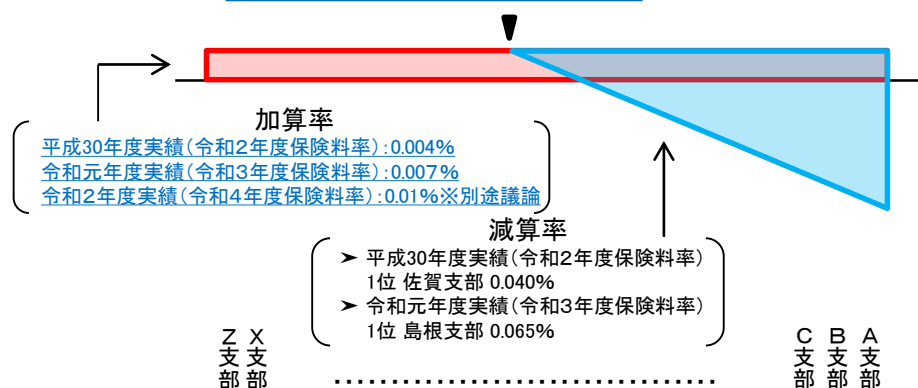 加算率
平成30年度実績(令和2年度保険料率):0.004%
令和元年度実績(令和3年度保険料率):0.007%
令和2年度実績(令和4年度保険料率):0.01%※別途議論
減算率
➤ 平成30年度実績(令和2年度保険料率)
1位 佐賀支部 0.040%
➤ 令和元年度実績(令和3年度保険料率)
1位 島根支部 0.065%
Z支部
X支部
C支部
B支部
A支部